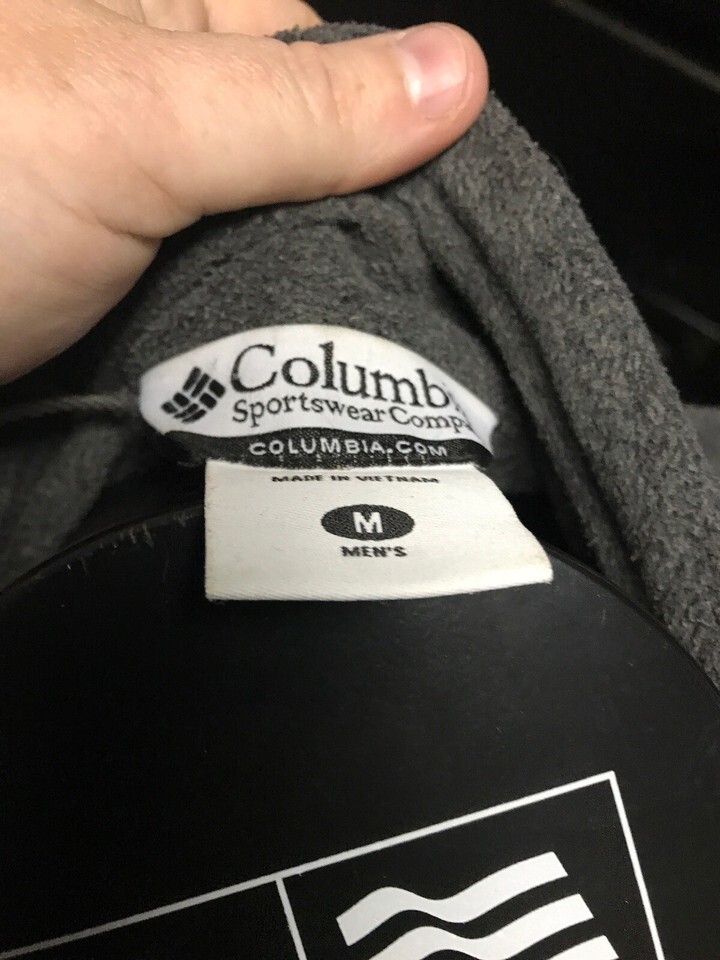 Columb
Sportswear Comp
COLUMBIA.COM
MADE IN VIETNAM
M
MEN'S